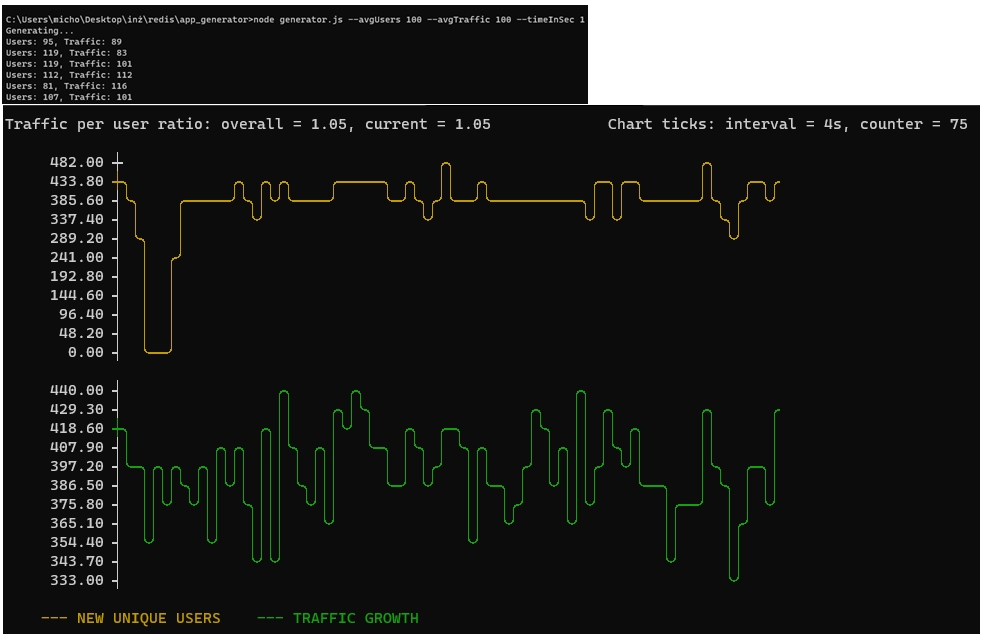 C:\Users\micho\Desktop\inż\redis\app_generator>node generator.js --avgUsers 100 --avgTraffic 100 --timeInSec 1
Generating...
Users: 95, Traffic: 89
Users: 119, Traffic: 83
Users: 119, Traffic: 101
Users: 112, Traffic: 112
Users: 81, Traffic: 116
Users: 107, Traffic: 101
Traffic per user ratio: overall = 1.05, current = 1.05
Chart ticks: interval = 4s, counter = 75
482.00
433.80
385.60
337.40
289.20
241.00
192.80
144.60
96.40
48.20
0.00
440.00
429.30
418.60
407.90
397.20
386.50
375.80
365.10
354.40
343.70
333.00
--- NEW UNIQUE USERS
--- TRAFFIC GROWTH